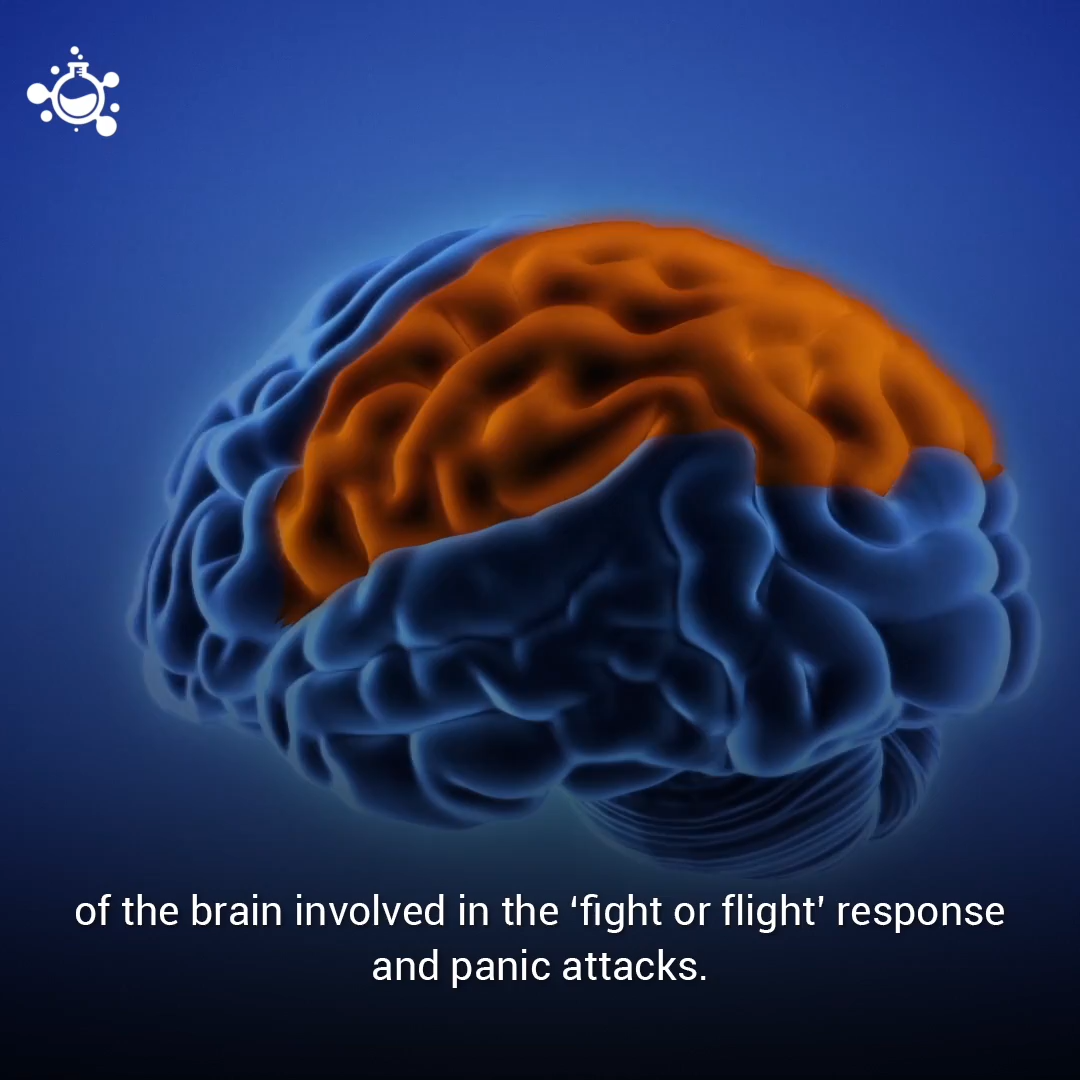 of the brain involved in the ‘fight or flight’ response
and panic attacks.